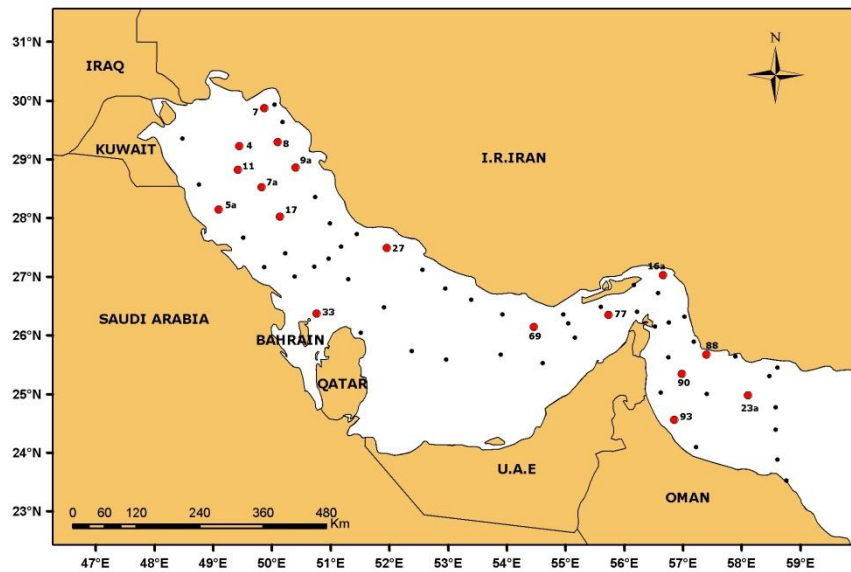 31°N
30°N
29°N
28°N
27°N
26°N
25°N
24°N
23°N
IRAQ
N
7
KUWAIT
4
8
11
9a
I.R.IRAN
7a
5a
17
27
16a
SAUDI ARABIA
33
77
BAHRAIN
69
88
QATAR
90
23a
93
U.A.E
OMAN
0 60 120 240 360 480
Km
47°E 48°E 49°E 50°E 51°E 52°E 53°E 54°E 55°E 56°E 57°E 58°E 59°E